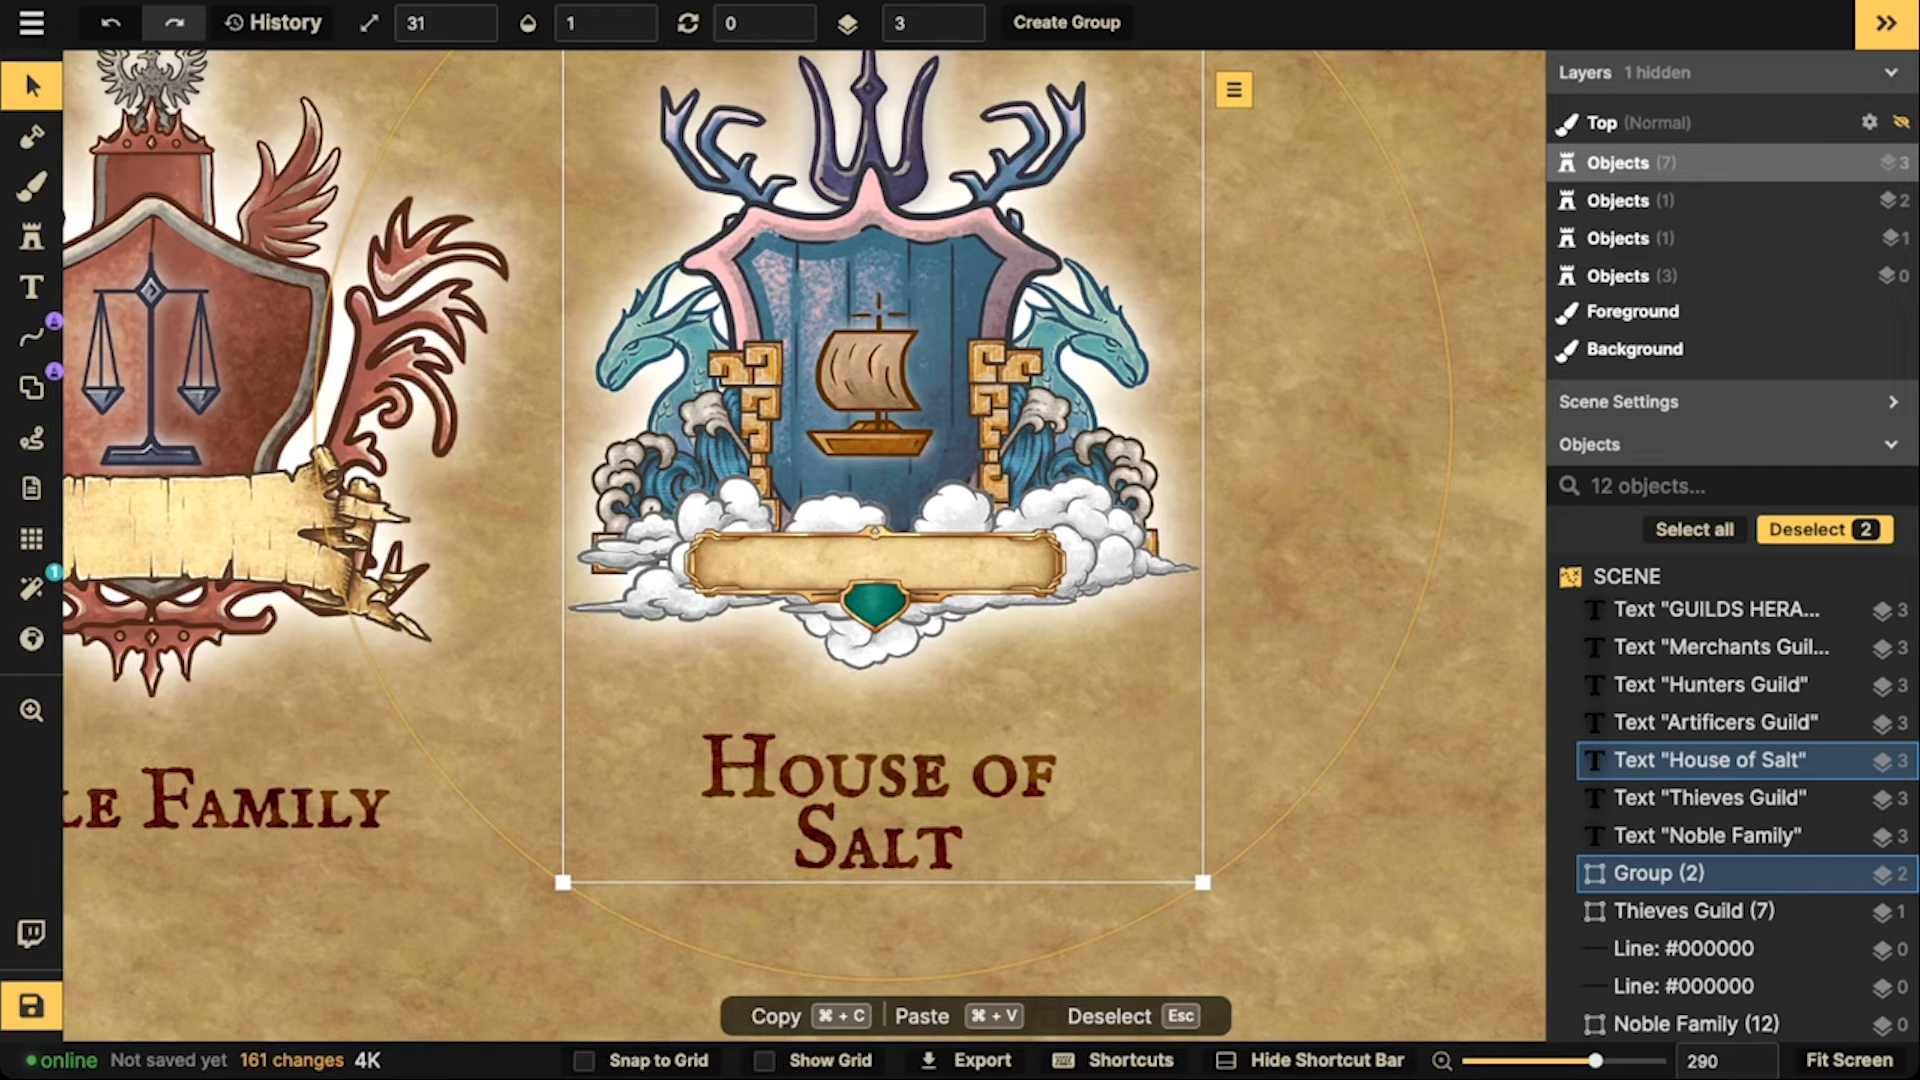 History
31
1
0
3
Create Group
Layers 1 hidden
Top (Normal)
Objects (7) 3
Objects (1) 2
Objects (1) 1
Objects (3) 0
Foreground
Background
Scene Settings
Objects
12 objects...
Select all
Deselect 2
SCENE
T Text "GUILDS HERA... 3
T Text "Merchants Guil... 3
T Text "Hunters Guild" 3
T Text "Artificers Guild" 3
T Text "House of Salt" 3
T Text "Thieves Guild" 3
T Text "Noble Family" 3
Group (2) 2
Thieves Guild (7) 1
Line: #000000 0
Line: #000000 0
Noble Family (12) 0
T
1
LE FAMILY
HOUSE OF
SALT
Copy ⌘ + C Paste ⌘ + V Deselect Esc
online Not saved yet 161 changes 4K
Snap to Grid
Show Grid
Export
Shortcuts
Hide Shortcut Bar
290
Fit Screen